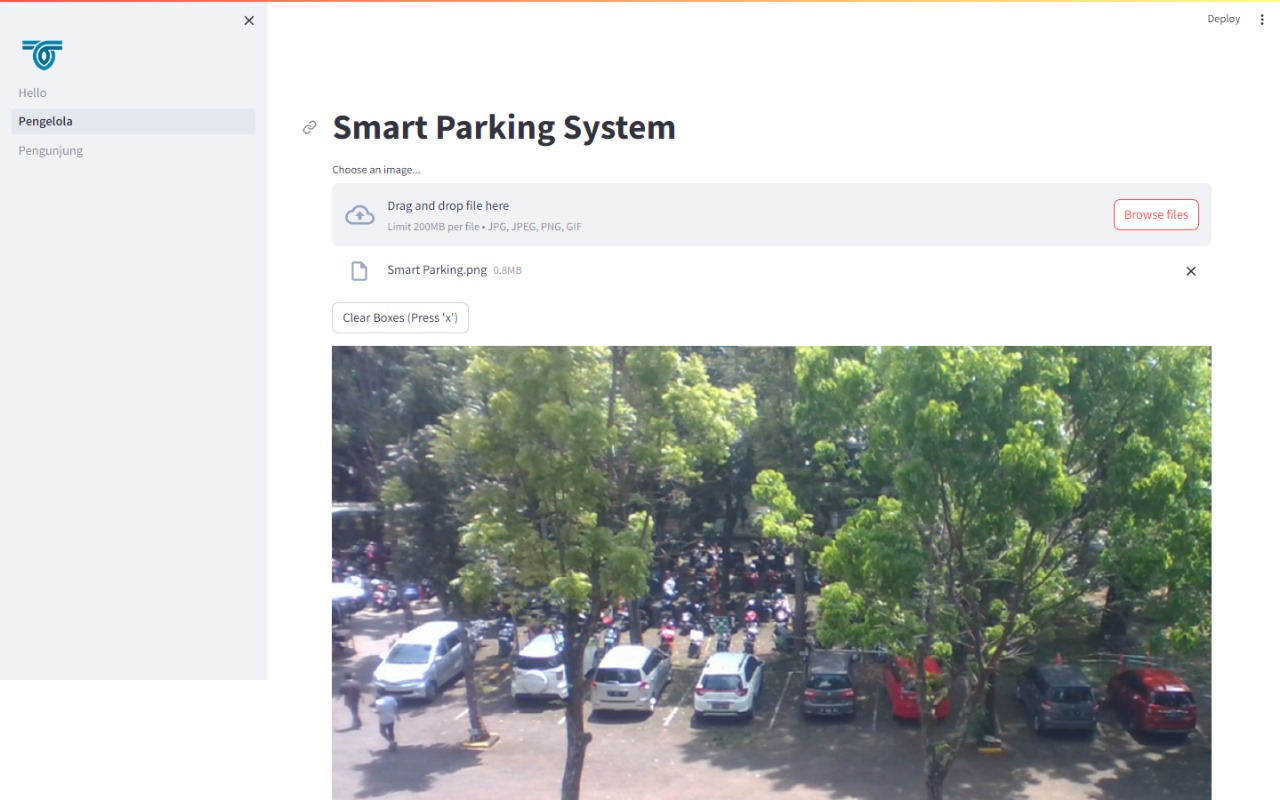 Deploy
Hello
Pengelola
Pengunjung
Smart Parking System
Choose an image...
Drag and drop file here
Limit 200MB per file • JPG, JPEG, PNG, GIF
Browse files
Smart Parking.png 0.8MB
Clear Boxes (Press 'x')